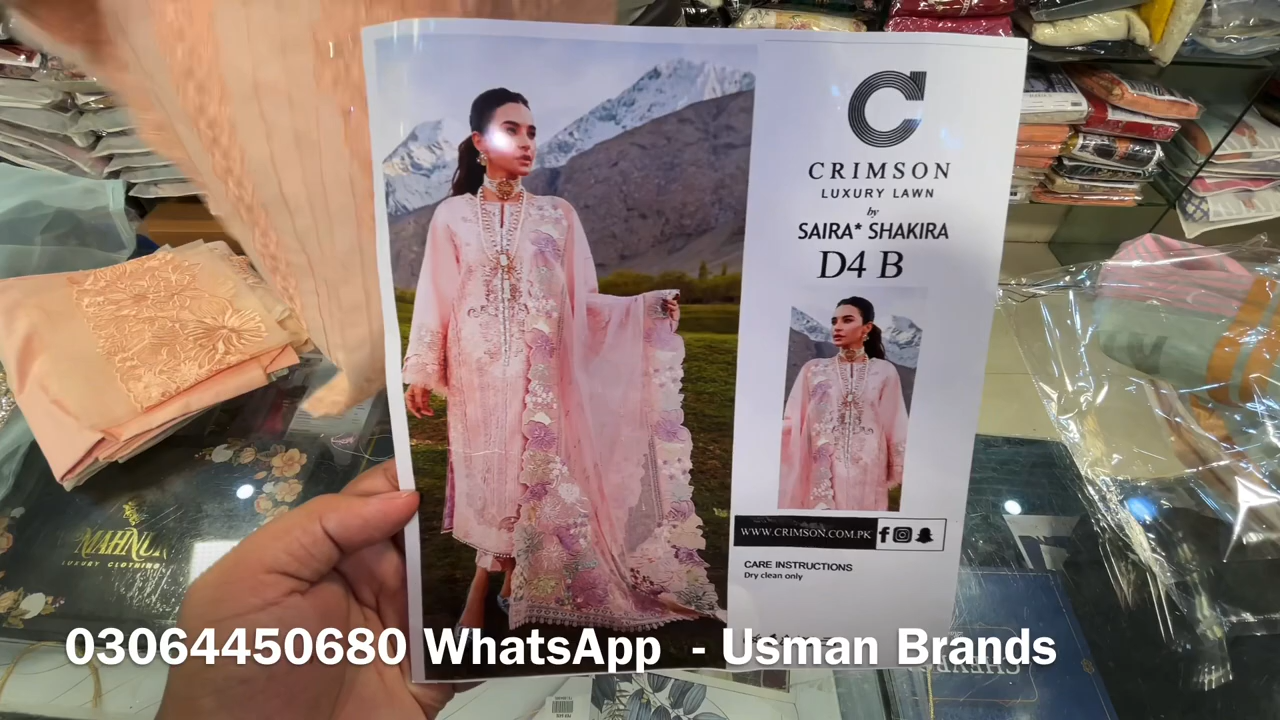 C
CRIMSON
LUXURY LAWN
by
SAIRA* SHAKIRA
D4 B
WWW.CRIMSON.COM.PK
CARE INSTRUCTIONS
Dry clean only
MAHNUR
LUXURY CLOTHING
03064450680 WhatsApp - Usman Brands